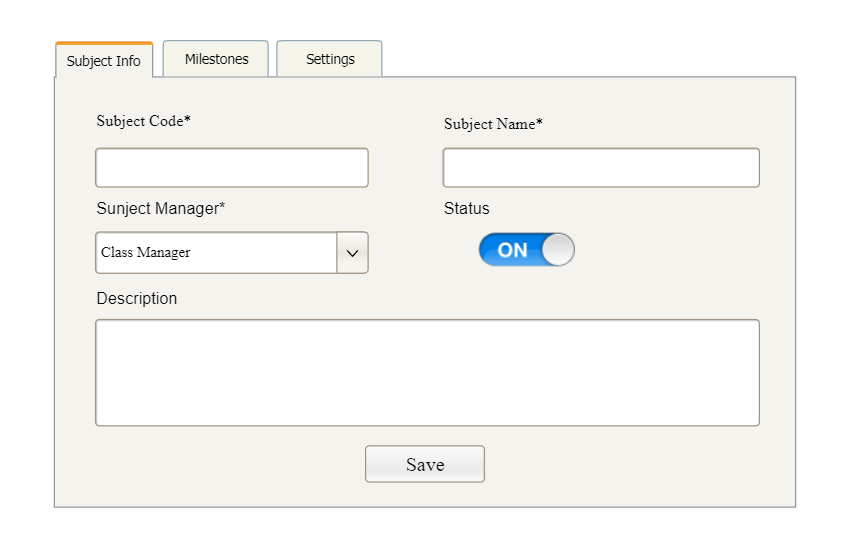 Subject Info Milestones Settings
Subject Code* Subject Name*
Sunject Manager* Status
Class Manager ON
Description
Save